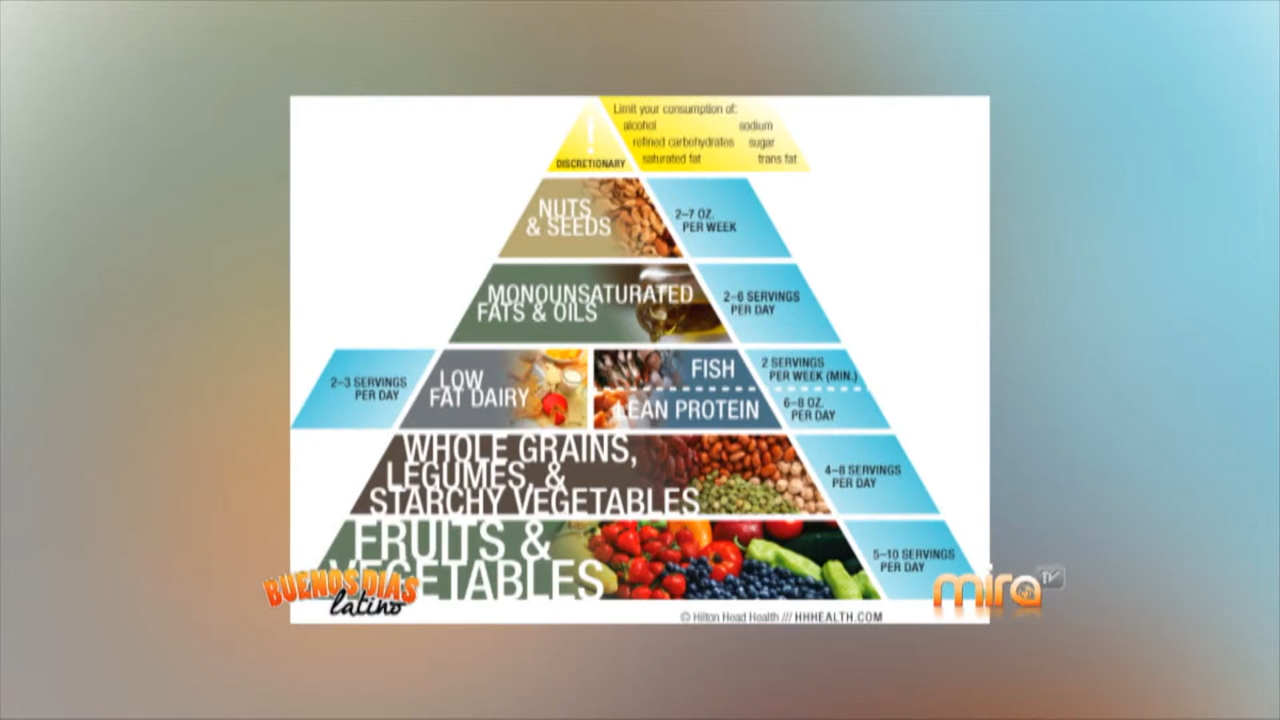 Limit your consumption of:
alcohol sodium
refined carbohydrates sugar
saturated fat trans fat
!
DISCRETIONARY
NUTS
& SEEDS
2–7 OZ.
PER WEEK
MONOUNSATURATED
FATS & OILS
2–6 SERVINGS
PER DAY
2–3 SERVINGS
PER DAY
LOW
FAT DAIRY
FISH
2 SERVINGS
PER WEEK (MIN.)
LEAN PROTEIN
6–8 OZ.
PER DAY
WHOLE GRAINS,
LEGUMES, &
STARCHY VEGETABLES
4–8 SERVINGS
PER DAY
FRUITS &
VEGETABLES
5–10 SERVINGS
PER DAY
BUENOS DIAS
latino
mira TV
© Hilton Head Health /// HHHEALTH.COM